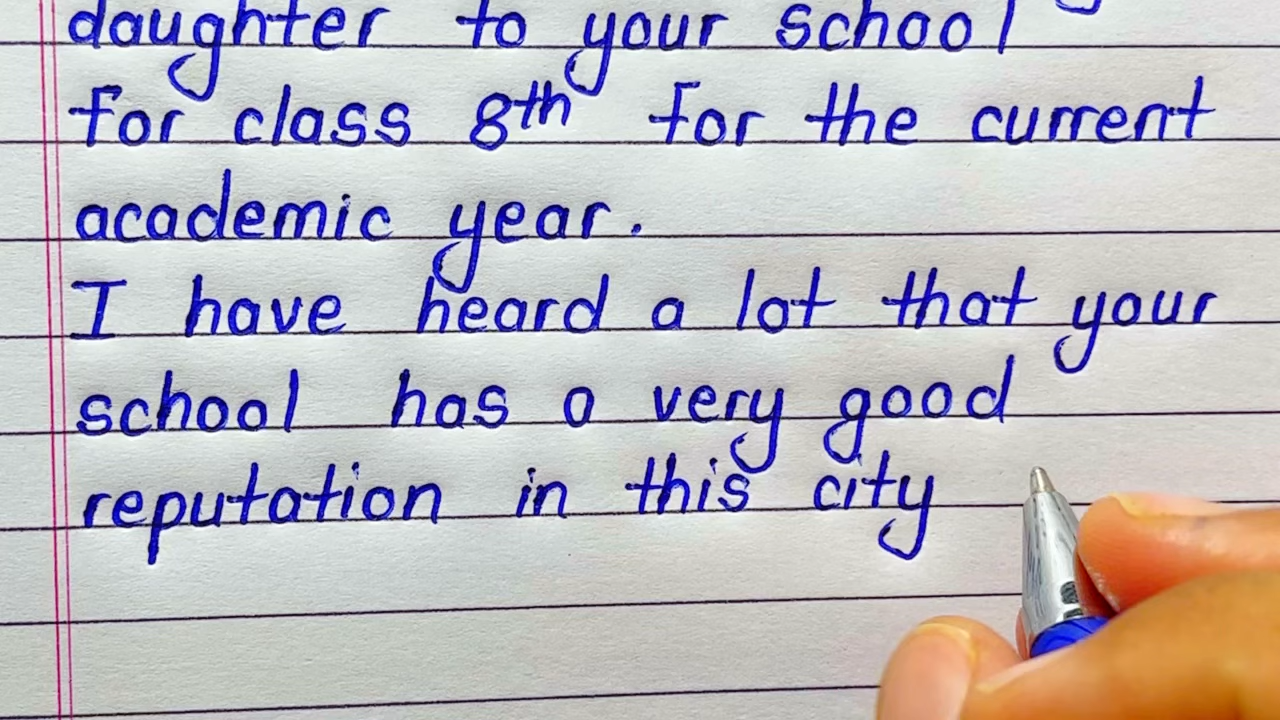 daughter to your school
for class 8th for the current
academic year.
I have heard a lot that your
school has a very good
reputation in this city